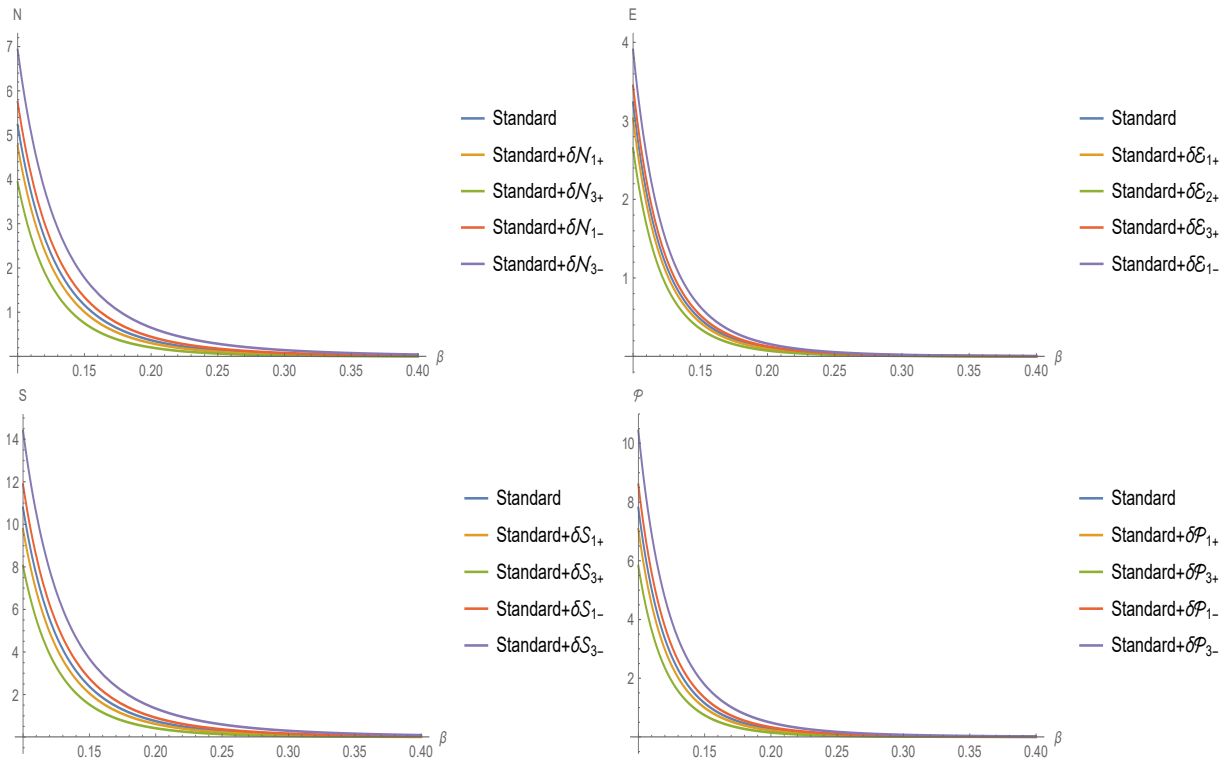 N
7
6
5
4
3
2
1
0.15 0.20 0.25 0.30 0.35 0.40
β
Standard
Standard+δN₁₊
Standard+δN₃₊
Standard+δN₁₋
Standard+δN₃₋
E
4
3
2
1
0.15 0.20 0.25 0.30 0.35 0.40
β
Standard
Standard+δℰ₁₊
Standard+δℰ₂₊
Standard+δℰ₃₊
Standard+δℰ₁₋
S
14
12
10
8
6
4
2
0.15 0.20 0.25 0.30 0.35 0.40
β
Standard
Standard+δS₁₊
Standard+δS₃₊
Standard+δS₁₋
Standard+δS₃₋
𝒫
10
8
6
4
2
0.15 0.20 0.25 0.30 0.35 0.40
β
Standard
Standard+δ𝒫₁₊
Standard+δ𝒫₃₊
Standard+δ𝒫₁₋
Standard+δ𝒫₃₋